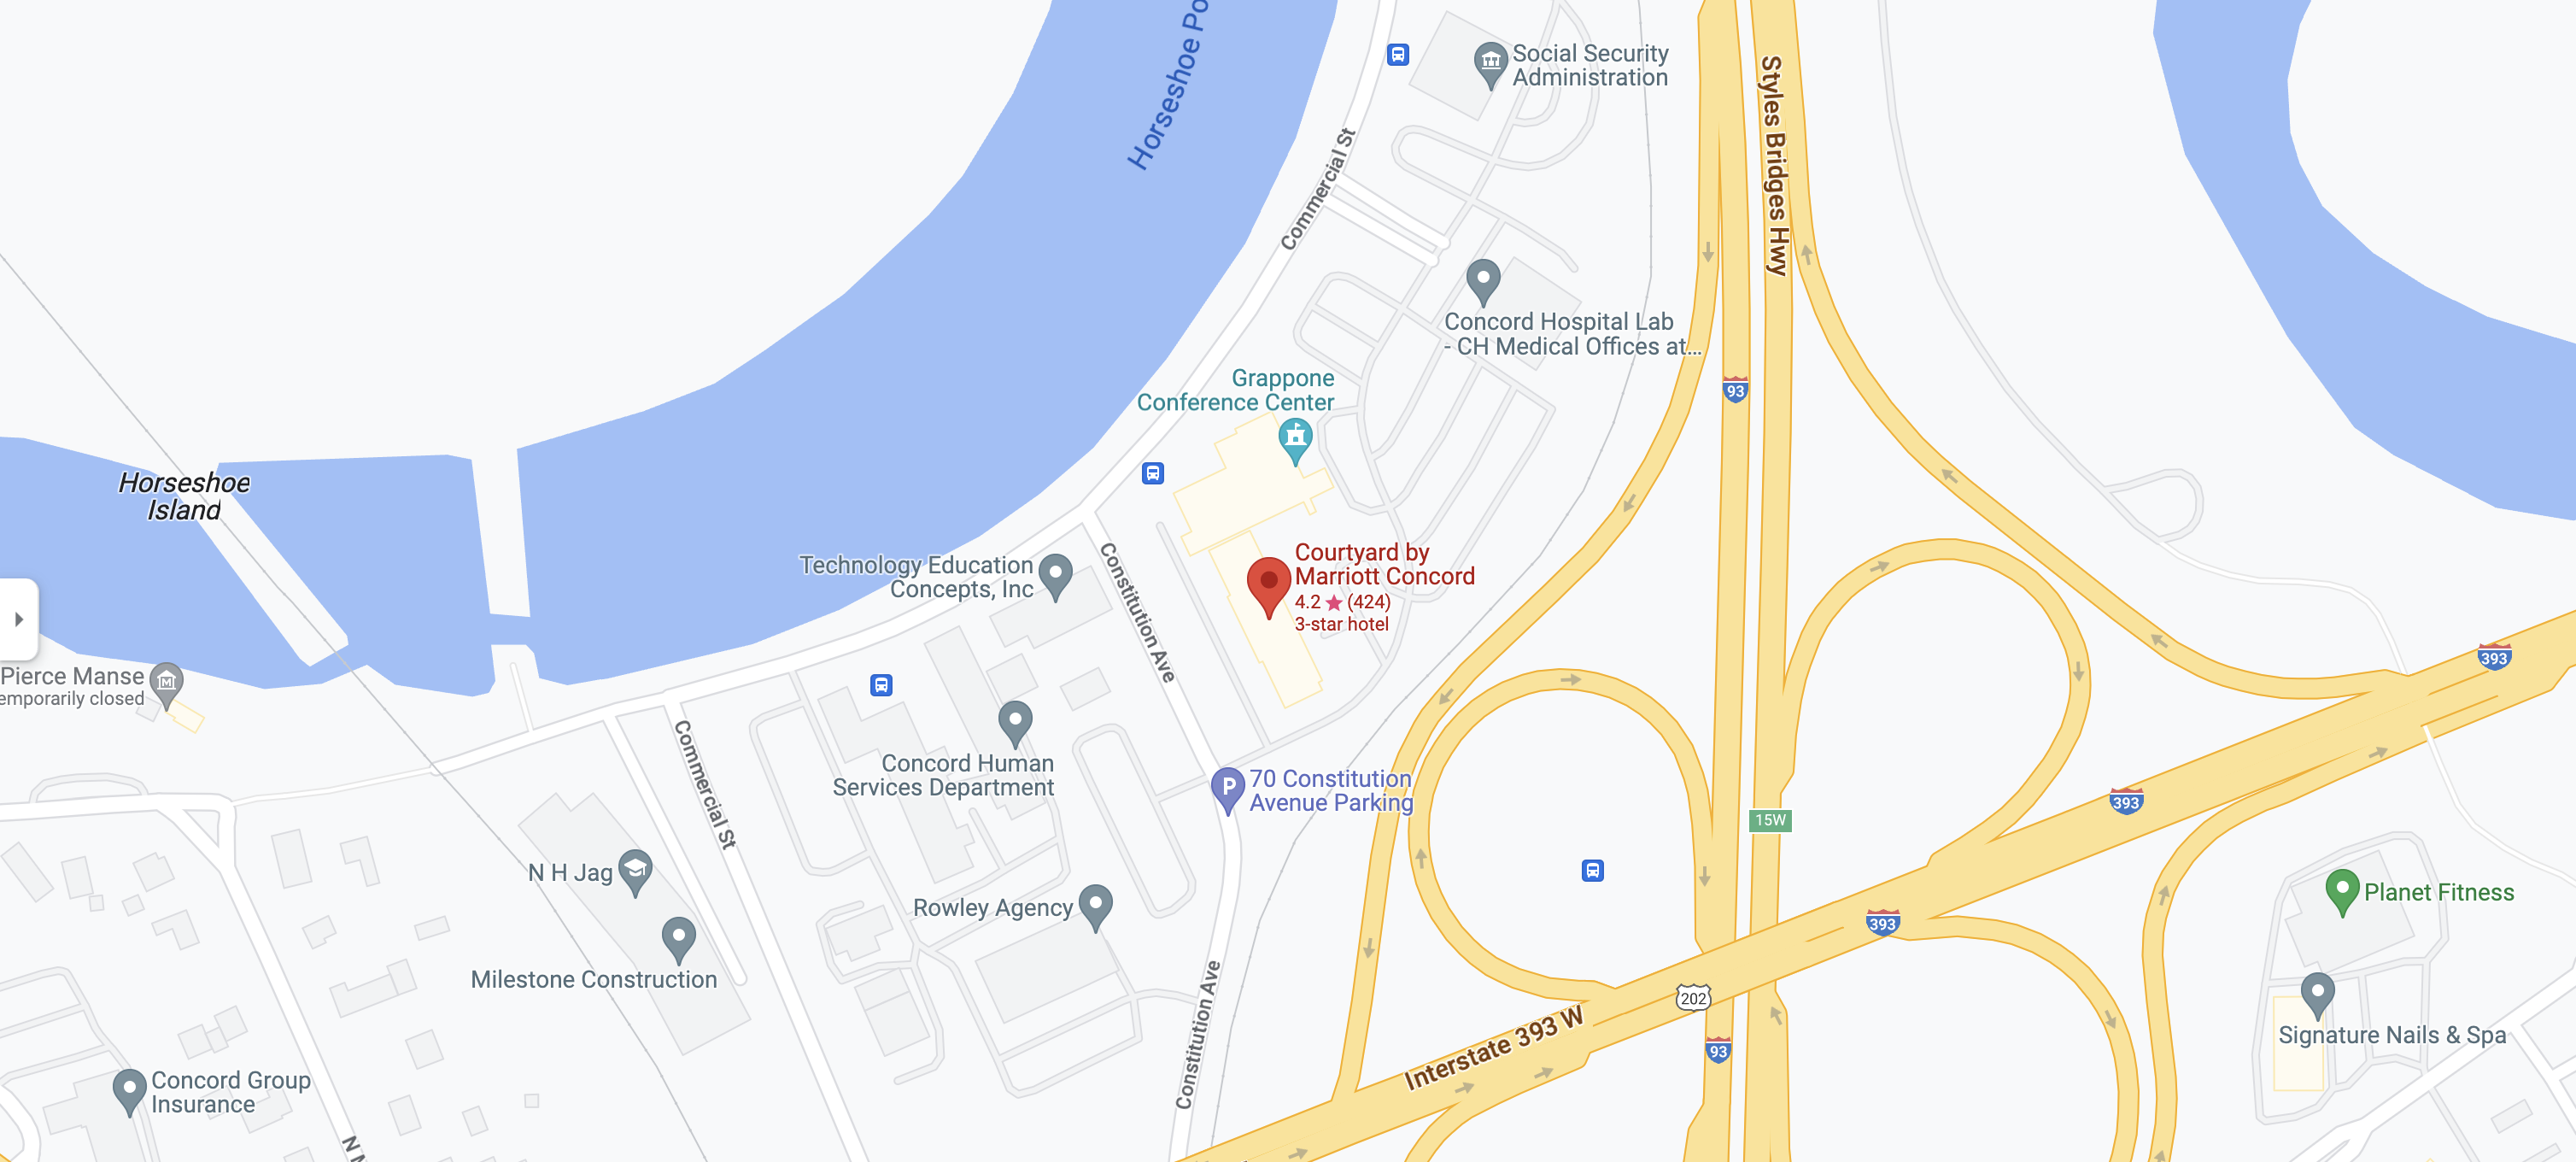 Horseshoe Po
Social Security
Administration
Styles Bridges Hwy
Commercial St
Concord Hospital Lab
- CH Medical Offices at...
Grappone
Conference Center
93
Horseshoe
Island
Courtyard by
Marriott Concord
4.2 ★ (424)
3-star hotel
Technology Education
Concepts, Inc
Constitution Ave
393
Pierce Manse
emporarily closed
Commercial St
Concord Human
Services Department
P
70 Constitution
Avenue Parking
15W
393
N H Jag
Rowley Agency
393
Planet Fitness
Milestone Construction
202
Interstate 393 W
93
Signature Nails & Spa
Constitution Ave
Concord Group
Insurance
N